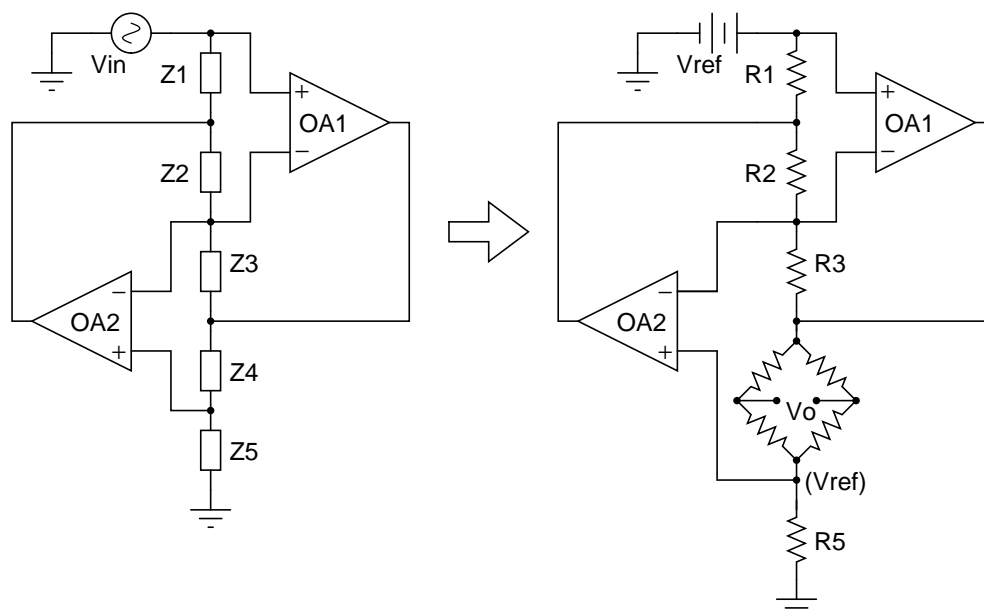 Vin
Z1
+
OA1
−
Z2
Z3
−
OA2
+
Z4
Z5
Vref
R1
+
OA1
−
R2
R3
−
OA2
+
Vo
(Vref)
R5